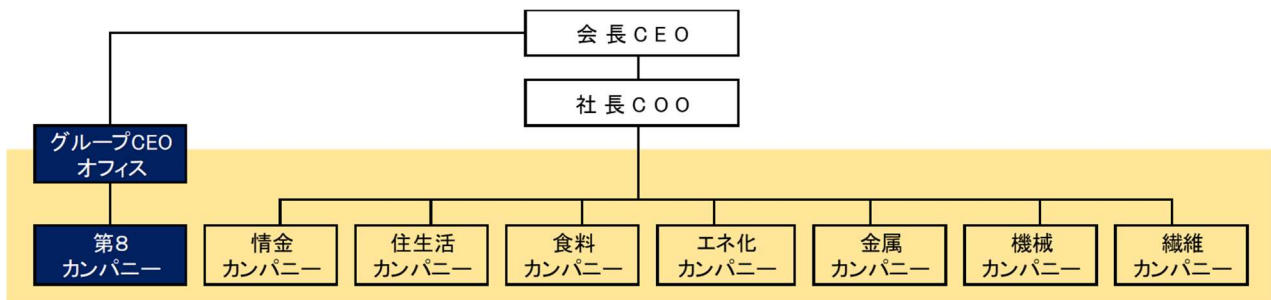 会長CEO
社長COO
グループCEO
オフィス
第8
カンパニー
情金
カンパニー
住生活
カンパニー
食料
カンパニー
エネ化
カンパニー
金属
カンパニー
機械
カンパニー
繊維
カンパニー